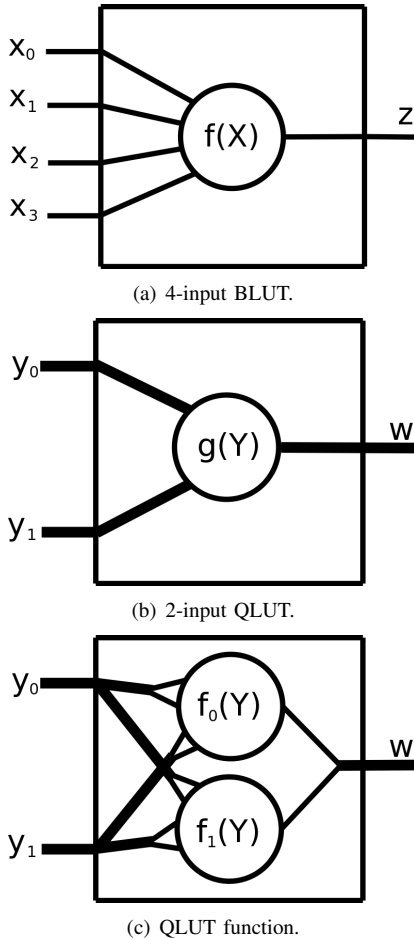 x₀
x₁
x₂
x₃
f(X)
z
(a) 4-input BLUT.
y₀
y₁
g(Y)
w
(b) 2-input QLUT.
y₀
y₁
f₀(Y)
f₁(Y)
w
(c) QLUT function.